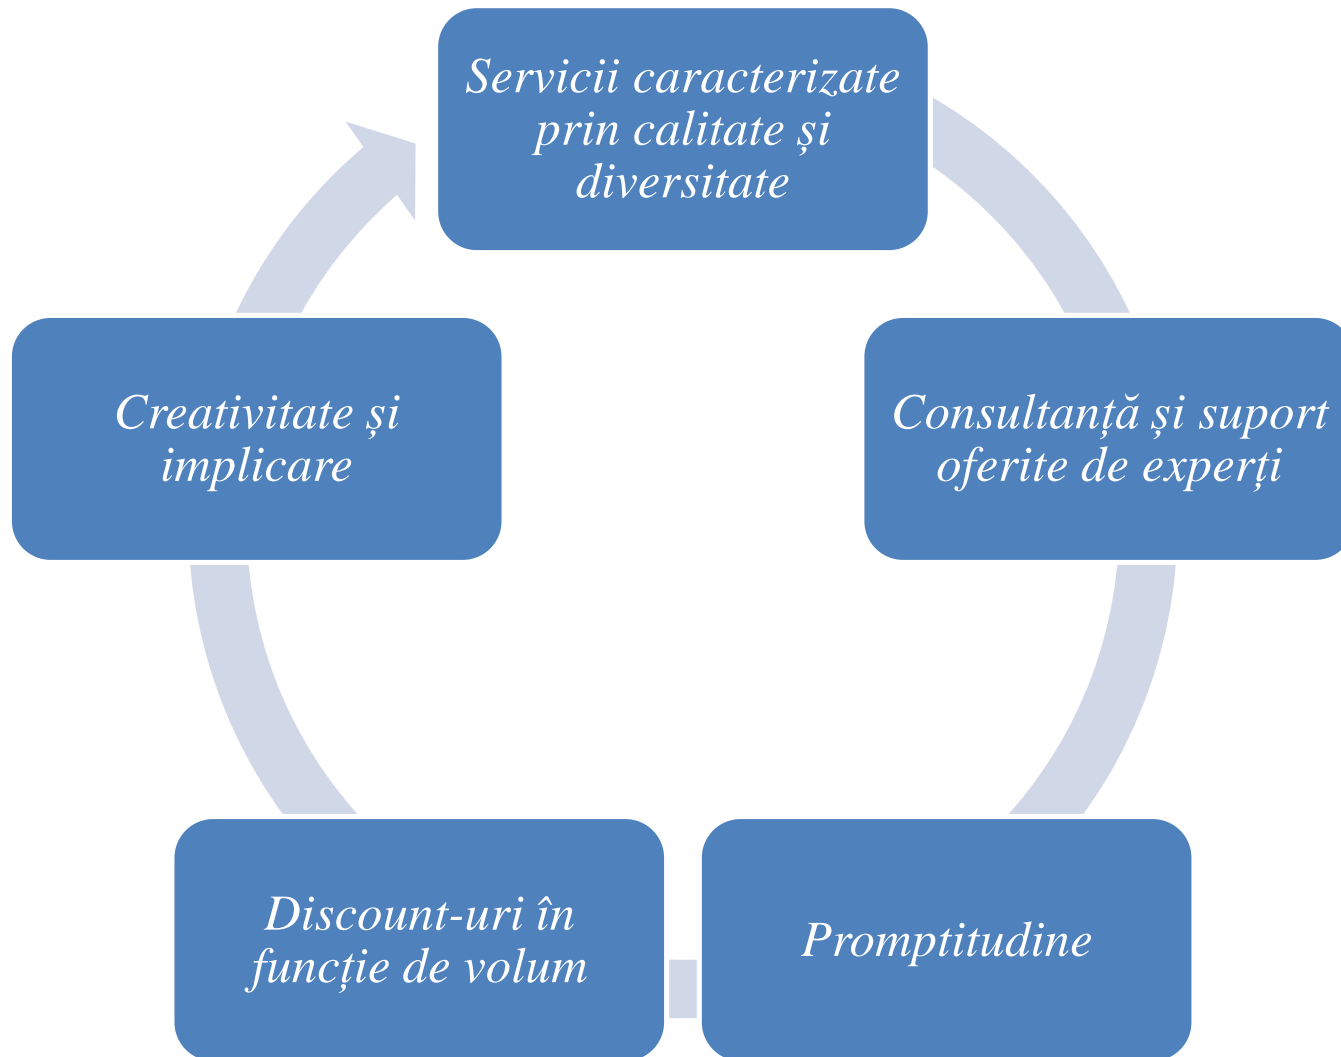 Servicii caracterizate
prin calitate și
diversitate
Consultanță și suport
oferite de experți
Promptitudine
Discount-uri în
funcție de volum
Creativitate și
implicare